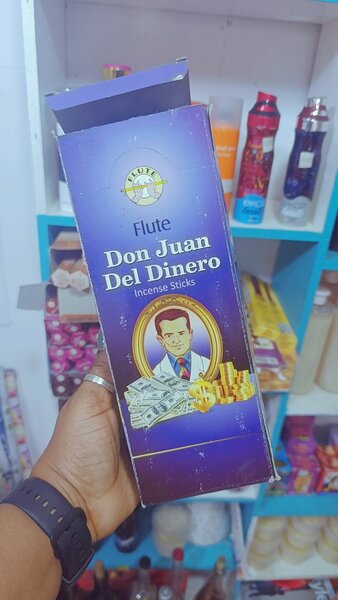 FLUTE
Flute
Don Juan
Del Dinero
Incense Sticks
$